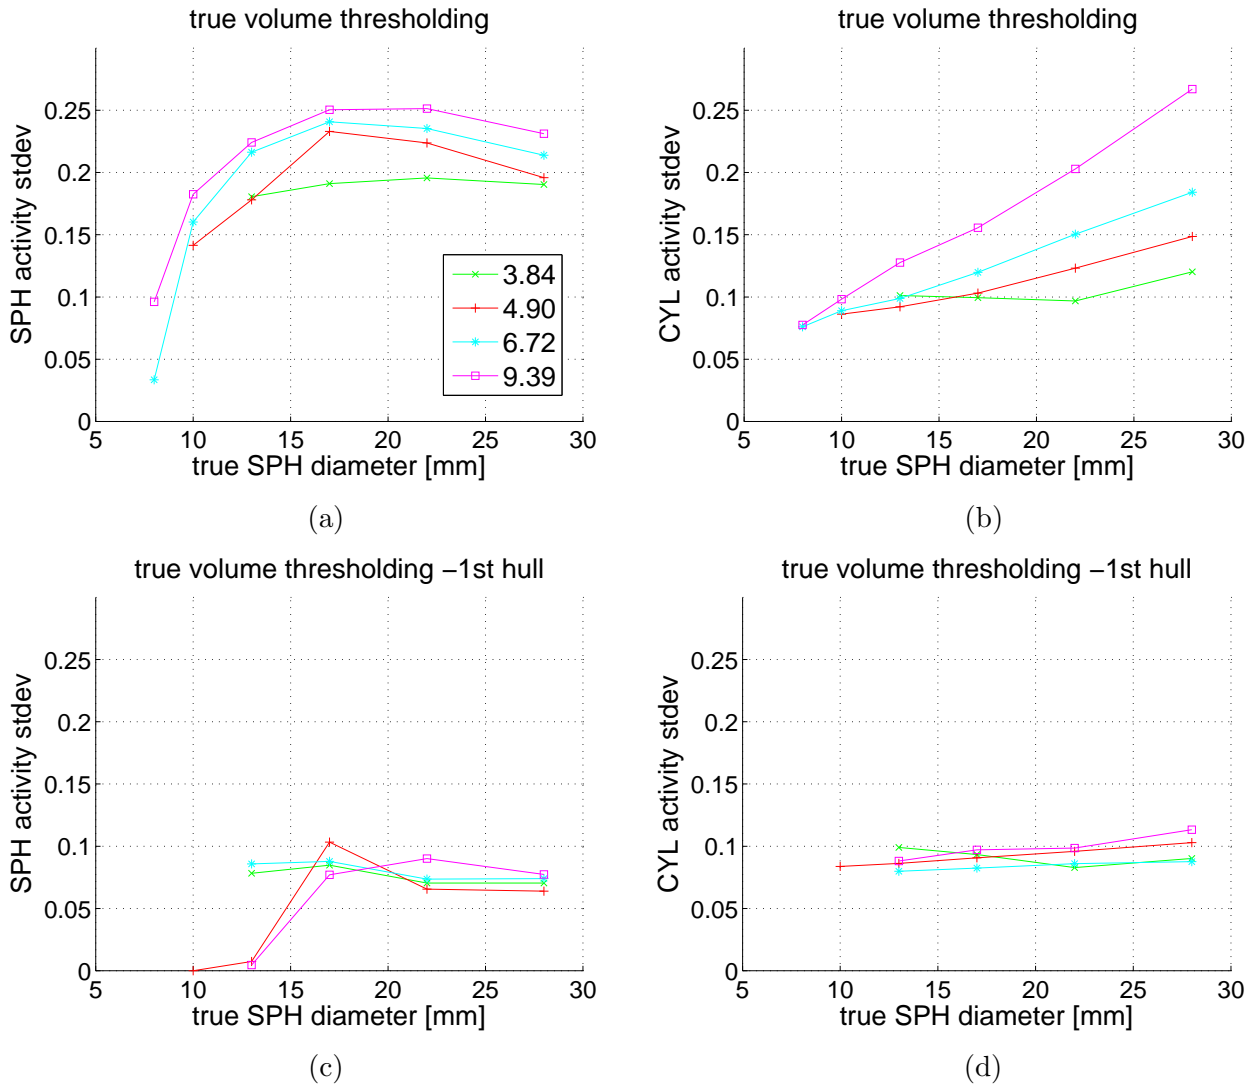 true volume thresholding
SPH activity stdev
0.25
0.2
0.15
0.1
0.05
0
5 10 15 20 25 30
true SPH diameter [mm]
3.84
4.90
6.72
9.39
(a)
true volume thresholding
CYL activity stdev
0.25
0.2
0.15
0.1
0.05
0
5 10 15 20 25 30
true SPH diameter [mm]
(b)
true volume thresholding −1st hull
SPH activity stdev
0.25
0.2
0.15
0.1
0.05
0
5 10 15 20 25 30
true SPH diameter [mm]
(c)
true volume thresholding −1st hull
CYL activity stdev
0.25
0.2
0.15
0.1
0.05
0
5 10 15 20 25 30
true SPH diameter [mm]
(d)